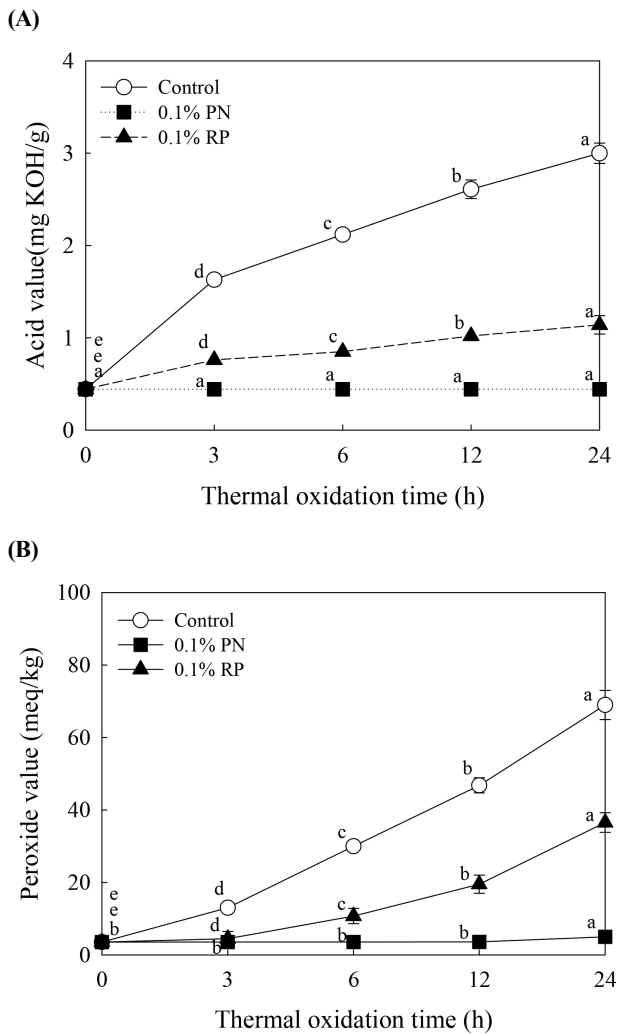 (A)
4
Control
0.1% PN
0.1% RP
a
3
b
c
2
d
a
b
1
c
d
e
e
a
a
a
a
a
0
0
3
6
12
24
Acid value(mg KOH/g)
Thermal oxidation time (h)
(B)
100
Control
0.1% PN
0.1% RP
80
a
60
b
40
c
a
20
d
b
c
e
e
b
d
b
b
b
a
0
0
3
6
12
24
Peroxide value (meq/kg)
Thermal oxidation time (h)